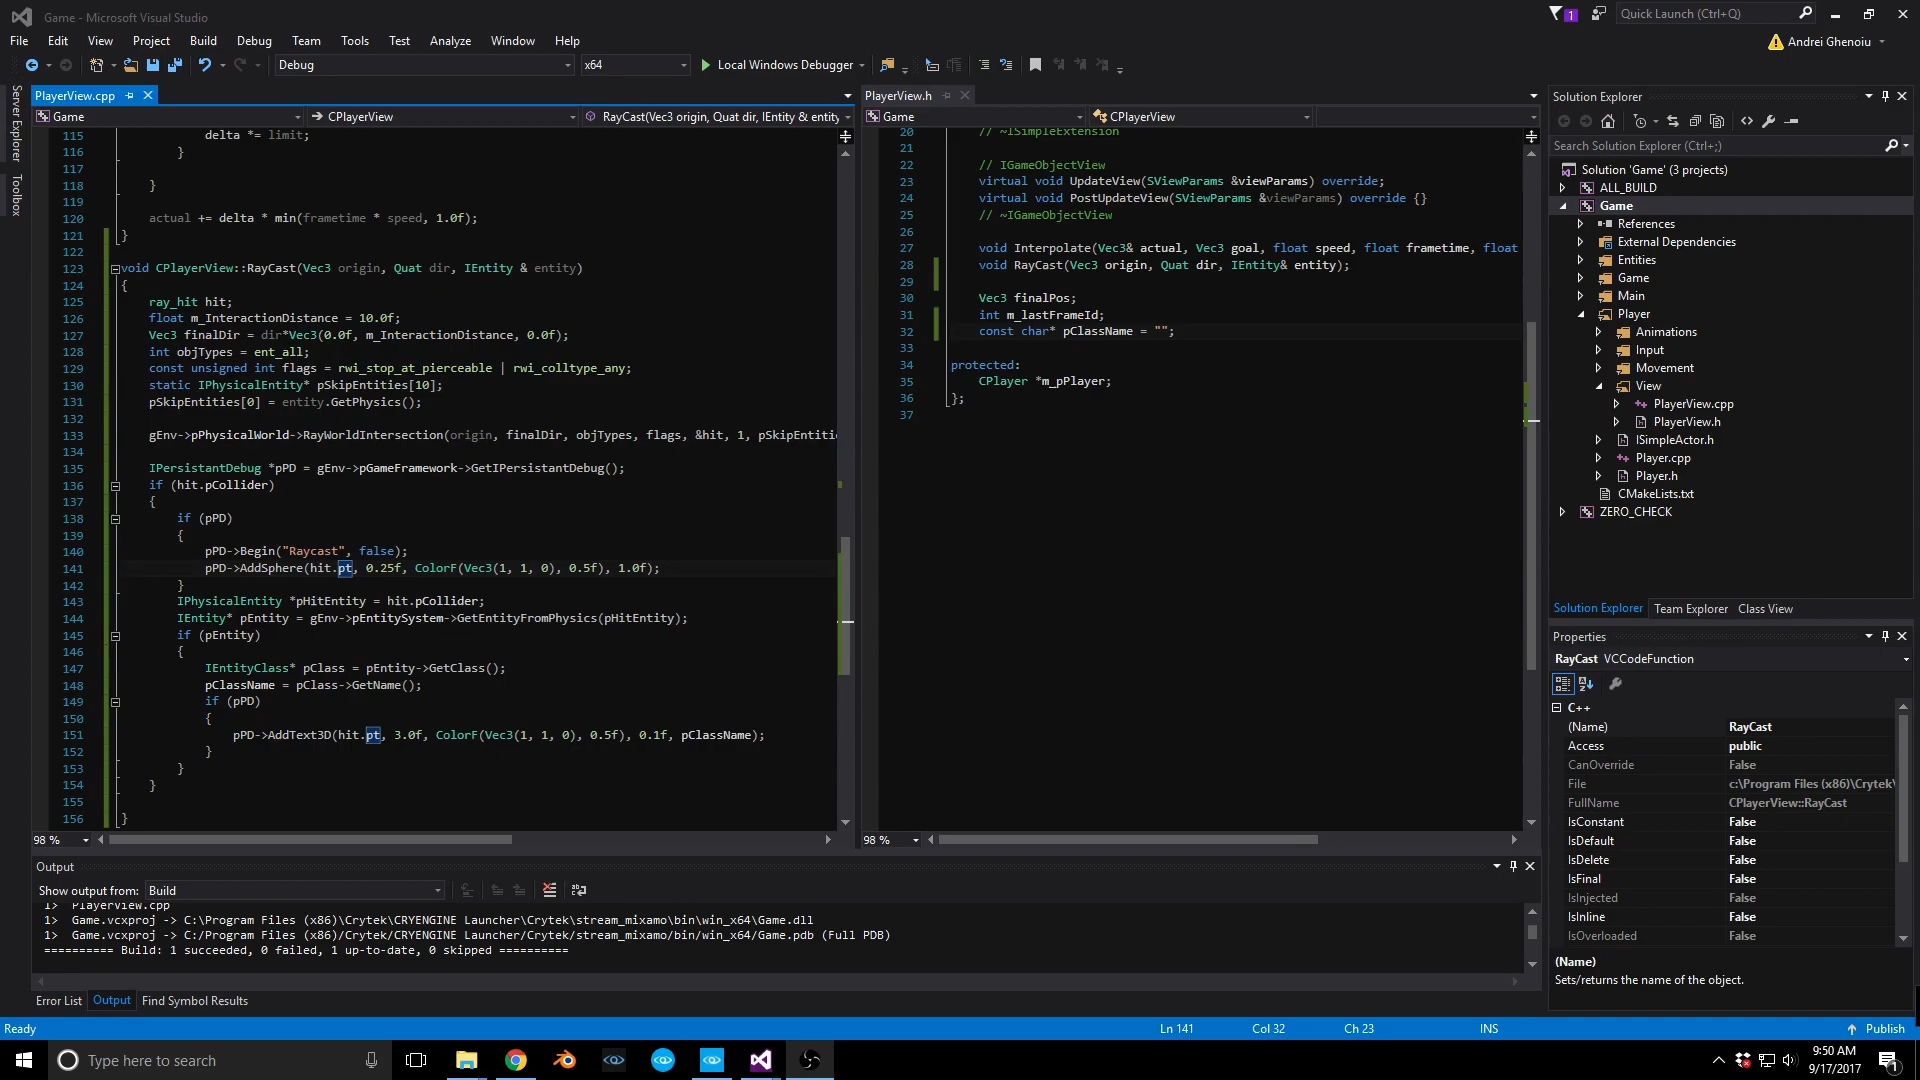 Game - Microsoft Visual Studio
1
Quick Launch (Ctrl+Q)
File Edit View Project Build Debug Team Tools Test Analyze Window Help
Andrei Ghenoiu
Debug x64 Local Windows Debugger
Server Explorer
Toolbox
PlayerView.cpp
Game CPlayerView RayCast(Vec3 origin, Quat dir, IEntity & entity
115 delta *= limit;
116 }
117
118 }
119
120 actual += delta * min(frametime * speed, 1.0f);
121 }
122
123 void CPlayerView::RayCast(Vec3 origin, Quat dir, IEntity & entity)
124 {
125 ray_hit hit;
126 float m_InteractionDistance = 10.0f;
127 Vec3 finalDir = dir*Vec3(0.0f, m_InteractionDistance, 0.0f);
128 int objTypes = ent_all;
129 const unsigned int flags = rwi_stop_at_pierceable | rwi_colltype_any;
130 static IPhysicalEntity* pSkipEntities[10];
131 pSkipEntities[0] = entity.GetPhysics();
132
133 gEnv->pPhysicalWorld->RayWorldIntersection(origin, finalDir, objTypes, flags, &hit, 1, pSkipEntitie
134
135 IPersistantDebug *pPD = gEnv->pGameFramework->GetIPersistantDebug();
136 if (hit.pCollider)
137 {
138 if (pPD)
139 {
140 pPD->Begin("Raycast", false);
141 pPD->AddSphere(hit.pt, 0.25f, ColorF(Vec3(1, 1, 0), 0.5f), 1.0f);
142 }
143 IPhysicalEntity *pHitEntity = hit.pCollider;
144 IEntity* pEntity = gEnv->pEntitySystem->GetEntityFromPhysics(pHitEntity);
145 if (pEntity)
146 {
147 IEntityClass* pClass = pEntity->GetClass();
148 pClassName = pClass->GetName();
149 if (pPD)
150 {
151 pPD->AddText3D(hit.pt, 3.0f, ColorF(Vec3(1, 1, 0), 0.5f), 0.1f, pClassName);
152 }
153 }
154 }
155
156 }
98 %
PlayerView.h
Game CPlayerView
20 // ~ISimpleExtension
21
22 // IGameObjectView
23 virtual void UpdateView(SViewParams &viewParams) override;
24 virtual void PostUpdateView(SViewParams &viewParams) override {}
25 // ~IGameObjectView
26
27 void Interpolate(Vec3& actual, Vec3 goal, float speed, float frametime, float
28 void RayCast(Vec3 origin, Quat dir, IEntity& entity);
29
30 Vec3 finalPos;
31 int m_lastFrameId;
32 const char* pClassName = "";
33
34 protected:
35 CPlayer *m_pPlayer;
36 };
37
98 %
Solution Explorer
Search Solution Explorer (Ctrl+;)
Solution 'Game' (3 projects)
ALL_BUILD
Game
References
External Dependencies
Entities
Game
Main
Player
Animations
Input
Movement
View
PlayerView.cpp
PlayerView.h
ISimpleActor.h
Player.cpp
Player.h
CMakeLists.txt
ZERO_CHECK
Solution Explorer Team Explorer Class View
Properties
RayCast VCCodeFunction
C++
(Name) RayCast
Access public
CanOverride False
File c:\Program Files (x86)\Crytek\
FullName CPlayerView::RayCast
IsConstant False
IsDefault False
IsDelete False
IsFinal False
IsInjected False
IsInline False
IsOverloaded False
(Name)
Sets/returns the name of the object.
Output
Show output from: Build
1> PlayerView.cpp
1> Game.vcxproj -> C:\Program Files (x86)\Crytek\CRYENGINE Launcher\Crytek\stream_mixamo\bin\win_x64\Game.dll
1> Game.vcxproj -> C:/Program Files (x86)/Crytek/CRYENGINE Launcher/Crytek/stream_mixamo/bin/win_x64/Game.pdb (Full PDB)
========== Build: 1 succeeded, 0 failed, 1 up-to-date, 0 skipped ==========
Error List Output Find Symbol Results
Ready Ln 141 Col 32 Ch 23 INS Publish
Type here to search
9:50 AM
9/17/2017
1